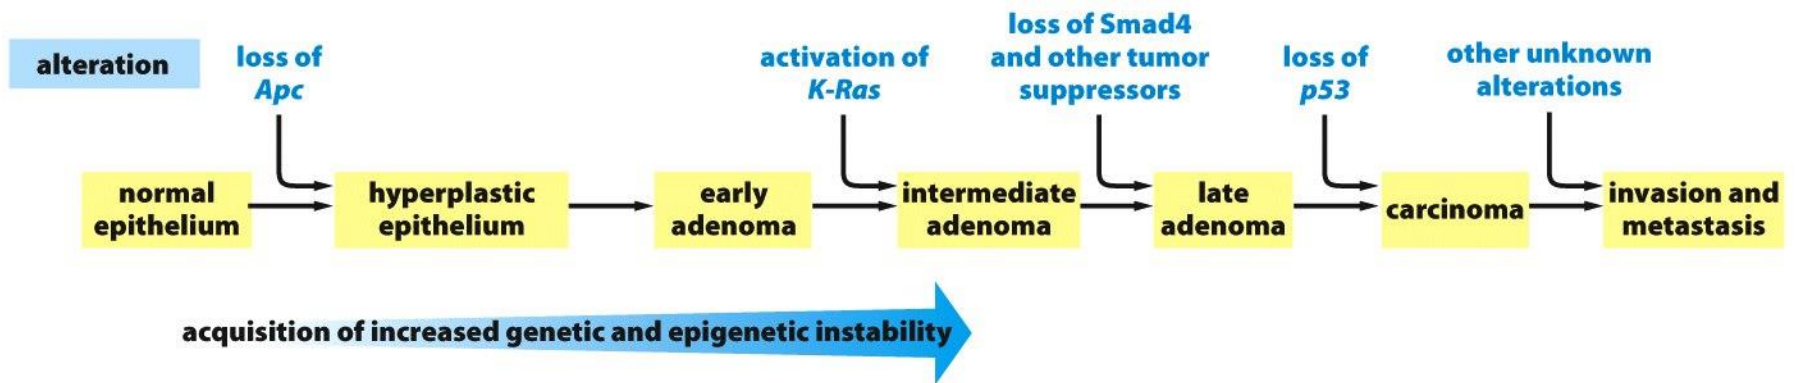 alteration
loss of
Apc
activation of
K-Ras
loss of Smad4
and other tumor
suppressors
loss of
p53
other unknown
alterations
normal
epithelium
hyperplastic
epithelium
early
adenoma
intermediate
adenoma
late
adenoma
carcinoma
invasion and
metastasis
acquisition of increased genetic and epigenetic instability